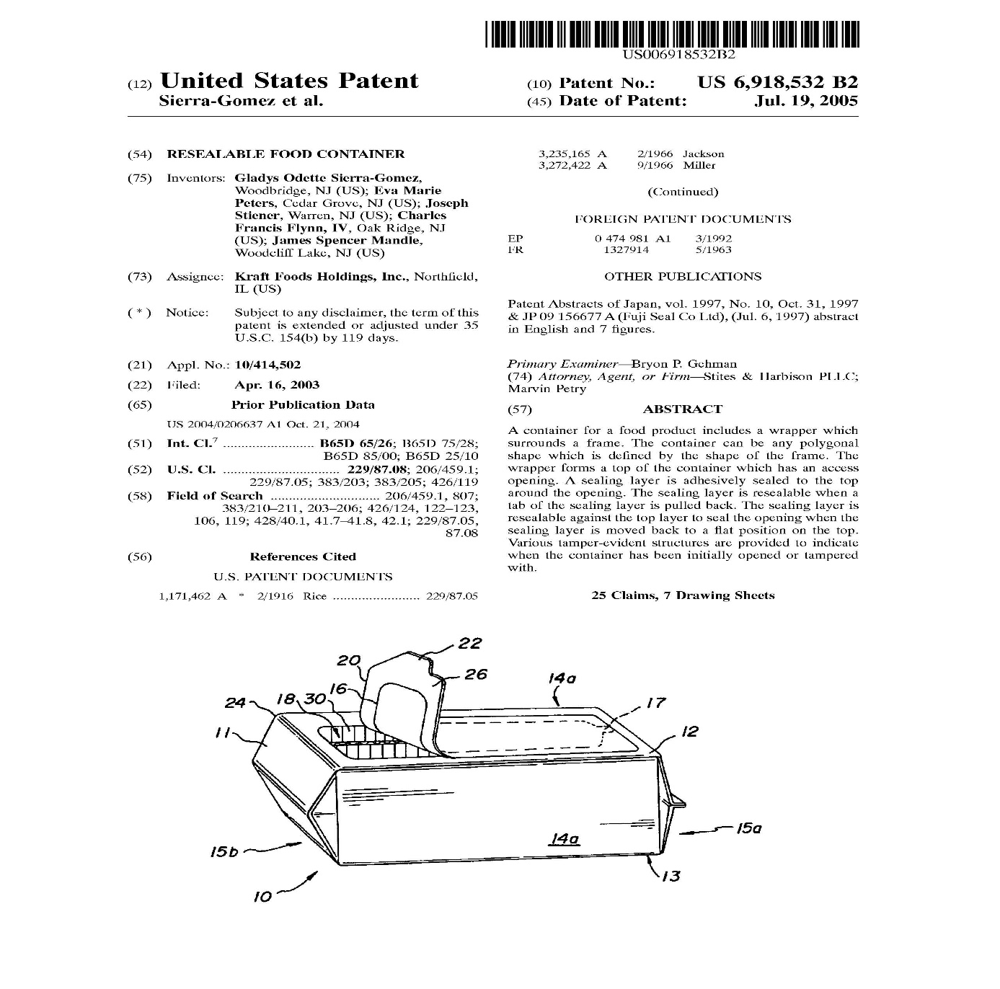 US006918532B2
(12) United States Patent
Sierra-Gomez et al.
(10) Patent No.: US 6,918,532 B2
(45) Date of Patent: Jul. 19, 2005
(54) RESEALABLE FOOD CONTAINER
(75) Inventors: Gladys Odette Sierra-Gomez,
Woodbridge, NJ (US); Eva Marie
Peters, Cedar Grove, NJ (US); Joseph
Stiener, Warren, NJ (US); Charles
Francis Flynn, IV, Oak Ridge, NJ
(US); James Spencer Mandle,
Woodcliff Lake, NJ (US)
(73) Assignee: Kraft Foods Holdings, Inc., Northfield,
IL (US)
( * ) Notice: Subject to any disclaimer, the term of this
patent is extended or adjusted under 35
U.S.C. 154(b) by 119 days.
(21) Appl. No.: 10/414,502
(22) Filed: Apr. 16, 2003
(65) Prior Publication Data
US 2004/0206637 A1 Oct. 21, 2004
(51) Int. Cl.7 ......................... B65D 65/26; B65D 75/28;
B65D 85/00; B65D 25/10
(52) U.S. Cl. ................................ 229/87.08; 206/459.1;
229/87.05; 383/203; 383/205; 426/119
(58) Field of Search .............................. 206/459.1, 807;
383/210–211, 203–206; 426/124, 122–123,
106, 119; 428/40.1, 41.7–41.8, 42.1; 229/87.05,
87.08
(56) References Cited
U.S. PATENT DOCUMENTS
1,171,462 A * 2/1916 Rice ........................ 229/87.05
3,235,165 A 2/1966 Jackson
3,272,422 A 9/1966 Miller
(Continued)
FOREIGN PATENT DOCUMENTS
EP 0 474 981 A1 3/1992
FR 1327914 5/1963
OTHER PUBLICATIONS
Patent Abstracts of Japan, vol. 1997, No. 10, Oct. 31, 1997
& JP 09 156677 A (Fuji Seal Co Ltd), (Jul. 6, 1997) abstract
in English and 7 figures.
Primary Examiner—Bryon P. Gehman
(74) Attorney, Agent, or Firm—Stites & Harbison PLLC;
Marvin Petry
(57) ABSTRACT
A container for a food product includes a wrapper which
surrounds a frame. The container can be any polygonal
shape which is defined by the shape of the frame. The
wrapper forms a top of the container which has an access
opening. A sealing layer is adhesively sealed to the top
around the opening. The sealing layer is resealable when a
tab of the sealing layer is pulled back. The sealing layer is
resealable against the top layer to seal the opening when the
sealing layer is moved back to a flat position on the top.
Various tamper-evident structures are provided to indicate
when the container has been initially opened or tampered
with.
25 Claims, 7 Drawing Sheets
22
20
26
14a
16
24 18 30
17
11
12
15a
14a
15b
13
10